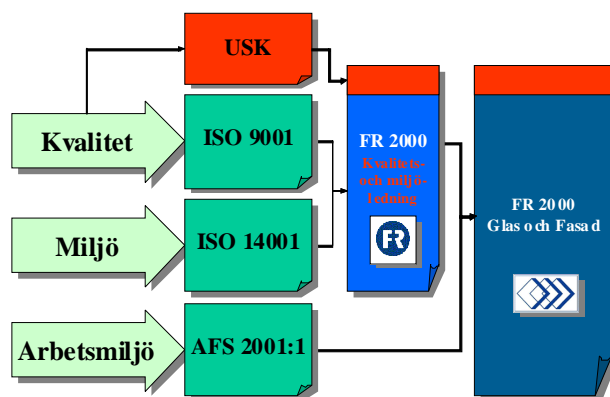 USK
Kvalitet
ISO 9001
FR 2000
Kvalitets-
och miljö-
ledning
FR
Miljö
ISO 14001
FR 2000
Glas och Fasad
Arbetsmiljö
AFS 2001:1